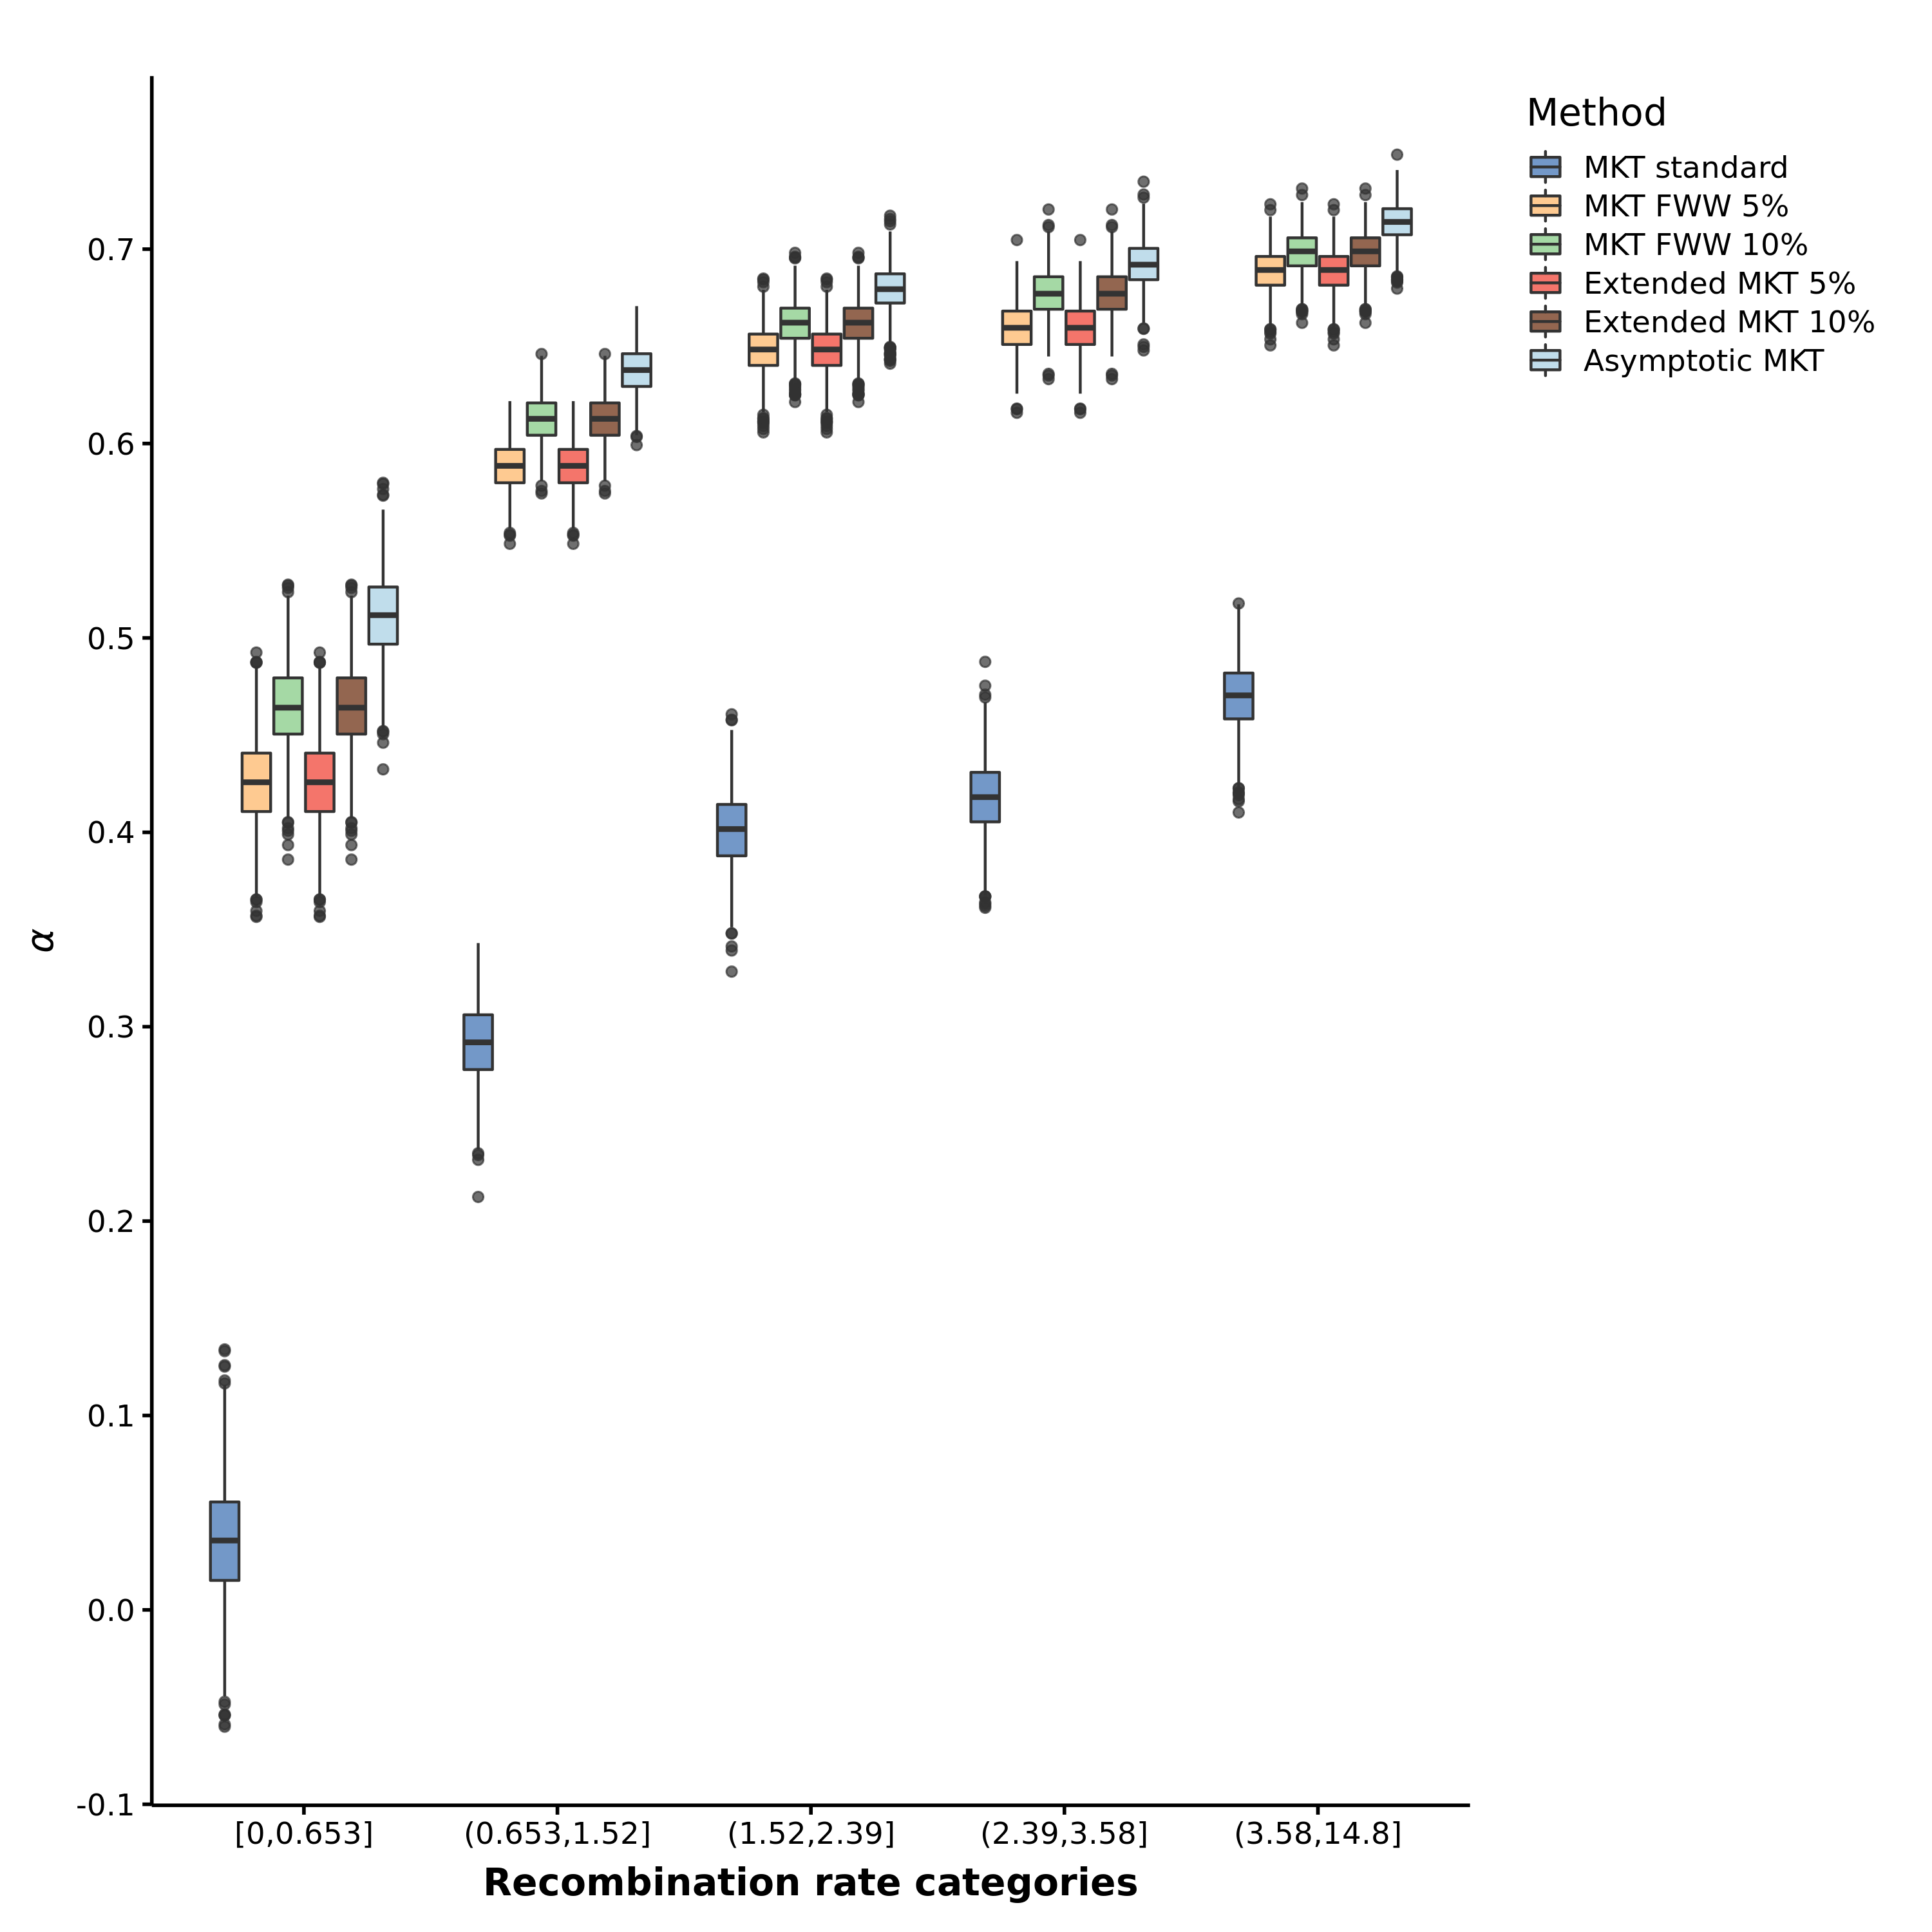 Method
MKT standard
MKT FWW 5%
MKT FWW 10%
Extended MKT 5%
Extended MKT 10%
Asymptotic MKT
α
0.7
0.6
0.5
0.4
0.3
0.2
0.1
0.0
-0.1
[0,0.653] (0.653,1.52] (1.52,2.39] (2.39,3.58] (3.58,14.8]
Recombination rate categories